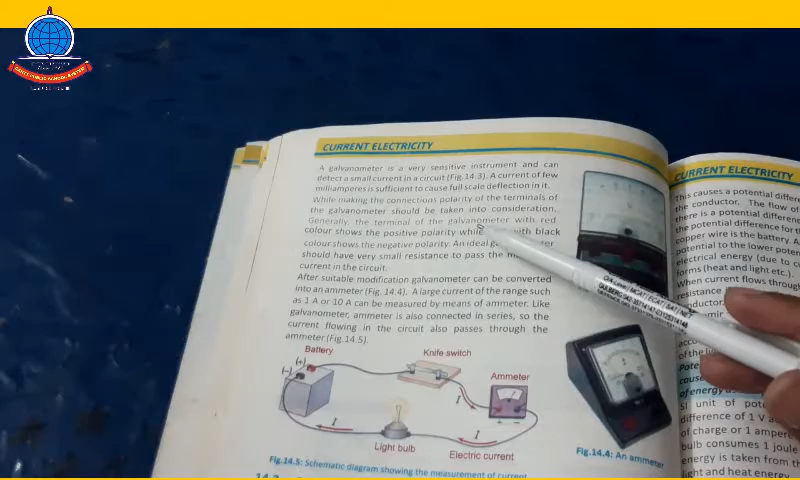 CURRENT ELECTRICITY
A galvanometer is a very sensitive instrument and can
detect a small current in a circuit (Fig.14.3). A current of few
milliamperes is sufficient to cause full scale deflection in it.
While making the connections polarity of the terminals of
the galvanometer should be taken into consideration.
Generally, the terminal of the galvanometer with red
colour shows the positive polarity while with black
colour shows the negative polarity. An ideal
should have very small resistance to pass the
current in the circuit.
After suitable modification galvanometer can be converted
into an ammeter (Fig.14.4). A large current of the range such
as 1 A or 10 A can be measured by means of ammeter. Like
galvanometer, ammeter is also connected in series, so the
current flowing in the circuit also passes through the
ammeter (Fig.14.5).
Battery
Knife switch
(+)
(−)
Ammeter
I
+ −
I
I
Light bulb
Electric current
Fig.14.5: Schematic diagram showing the measurement of current
Fig.14.4: An ammeter
CURRENT ELECTRICITY
This causes a potential
the conductor. The flow of
there is a potential
the potential difference for
copper wire is the battery. A
potential to the lower
electrical energy (due to
forms (heat and light etc.)
When current flows through
of the
of energy
SI unit of
difference of 1 V
of charge or 1 ampere
bulb consumes 1 joule
energy is taken from
light and heat energy